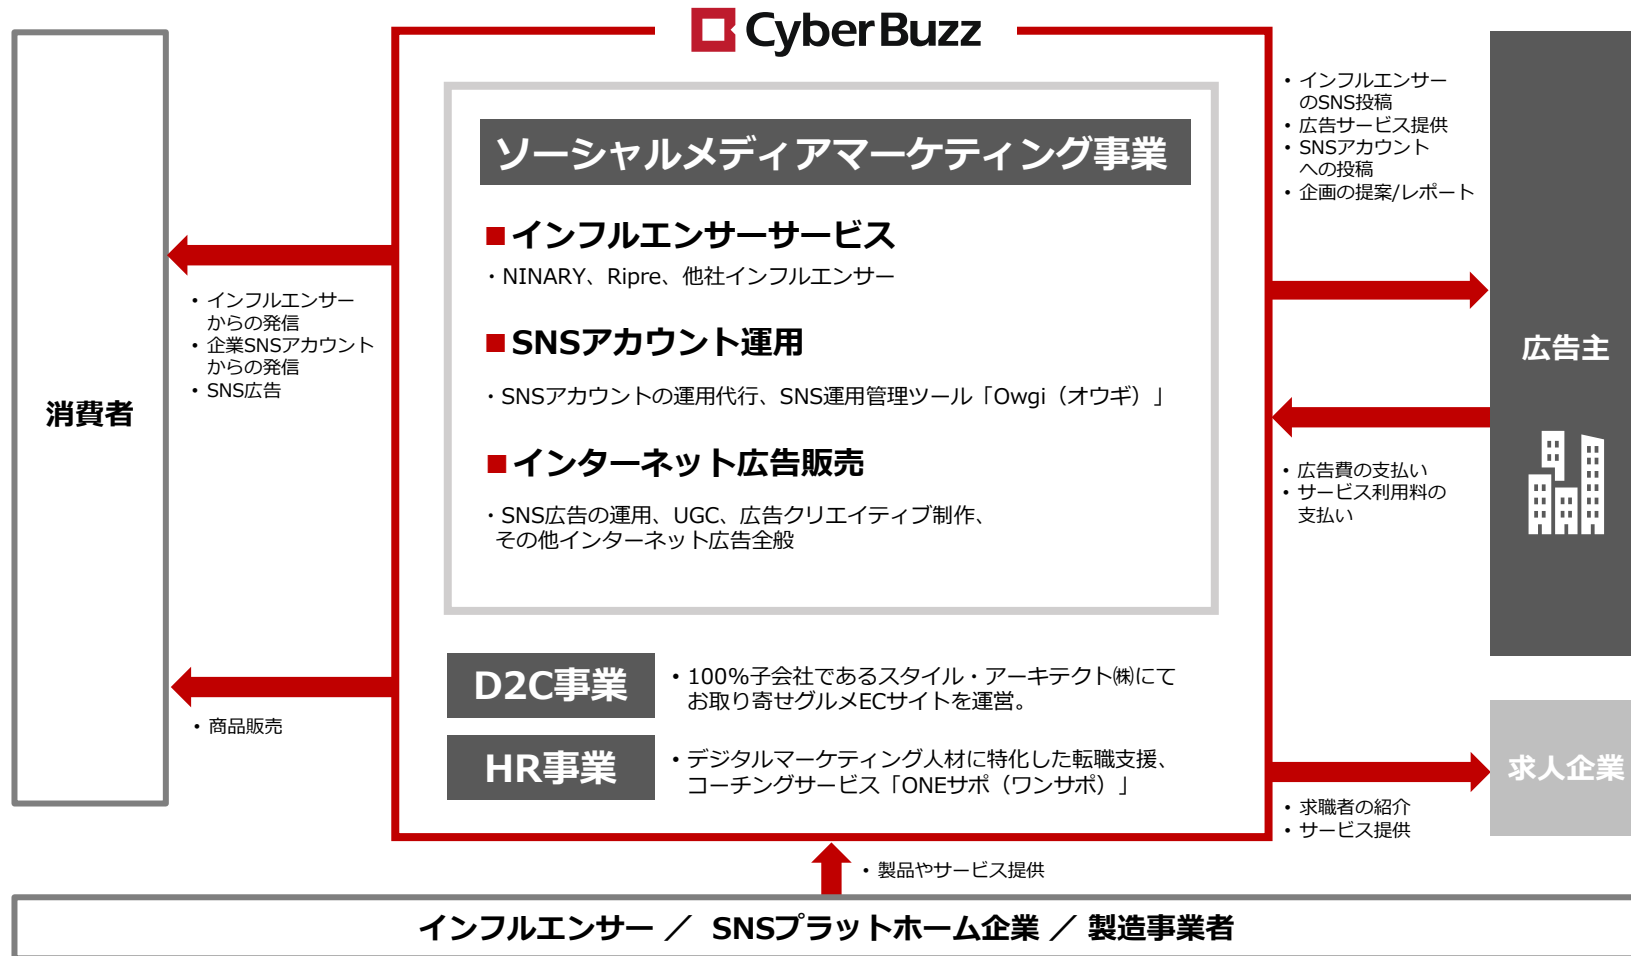 CyberBuzz
消費者
・インフルエンサー
からの発信
・企業SNSアカウント
からの発信
・SNS広告
・商品販売
ソーシャルメディアマーケティング事業
■インフルエンサーサービス
・NINARY、Ripre、他社インフルエンサー
■SNSアカウント運用
・SNSアカウントの運用代行、SNS運用管理ツール「Owgi（オウギ）」
■インターネット広告販売
・SNS広告の運用、UGC、広告クリエイティブ制作、
その他インターネット広告全般
D2C事業
・100%子会社であるスタイル・アーキテクト㈱にて
お取り寄せグルメECサイトを運営。
HR事業
・デジタルマーケティング人材に特化した転職支援、
コーチングサービス「ONEサポ（ワンサポ）」
・インフルエンサー
のSNS投稿
・広告サービス提供
・SNSアカウント
への投稿
・企画の提案/レポート
広告主
・広告費の支払い
・サービス利用料の
支払い
求人企業
・求職者の紹介
・サービス提供
・製品やサービス提供
インフルエンサー ／ SNSプラットホーム企業 ／ 製造事業者